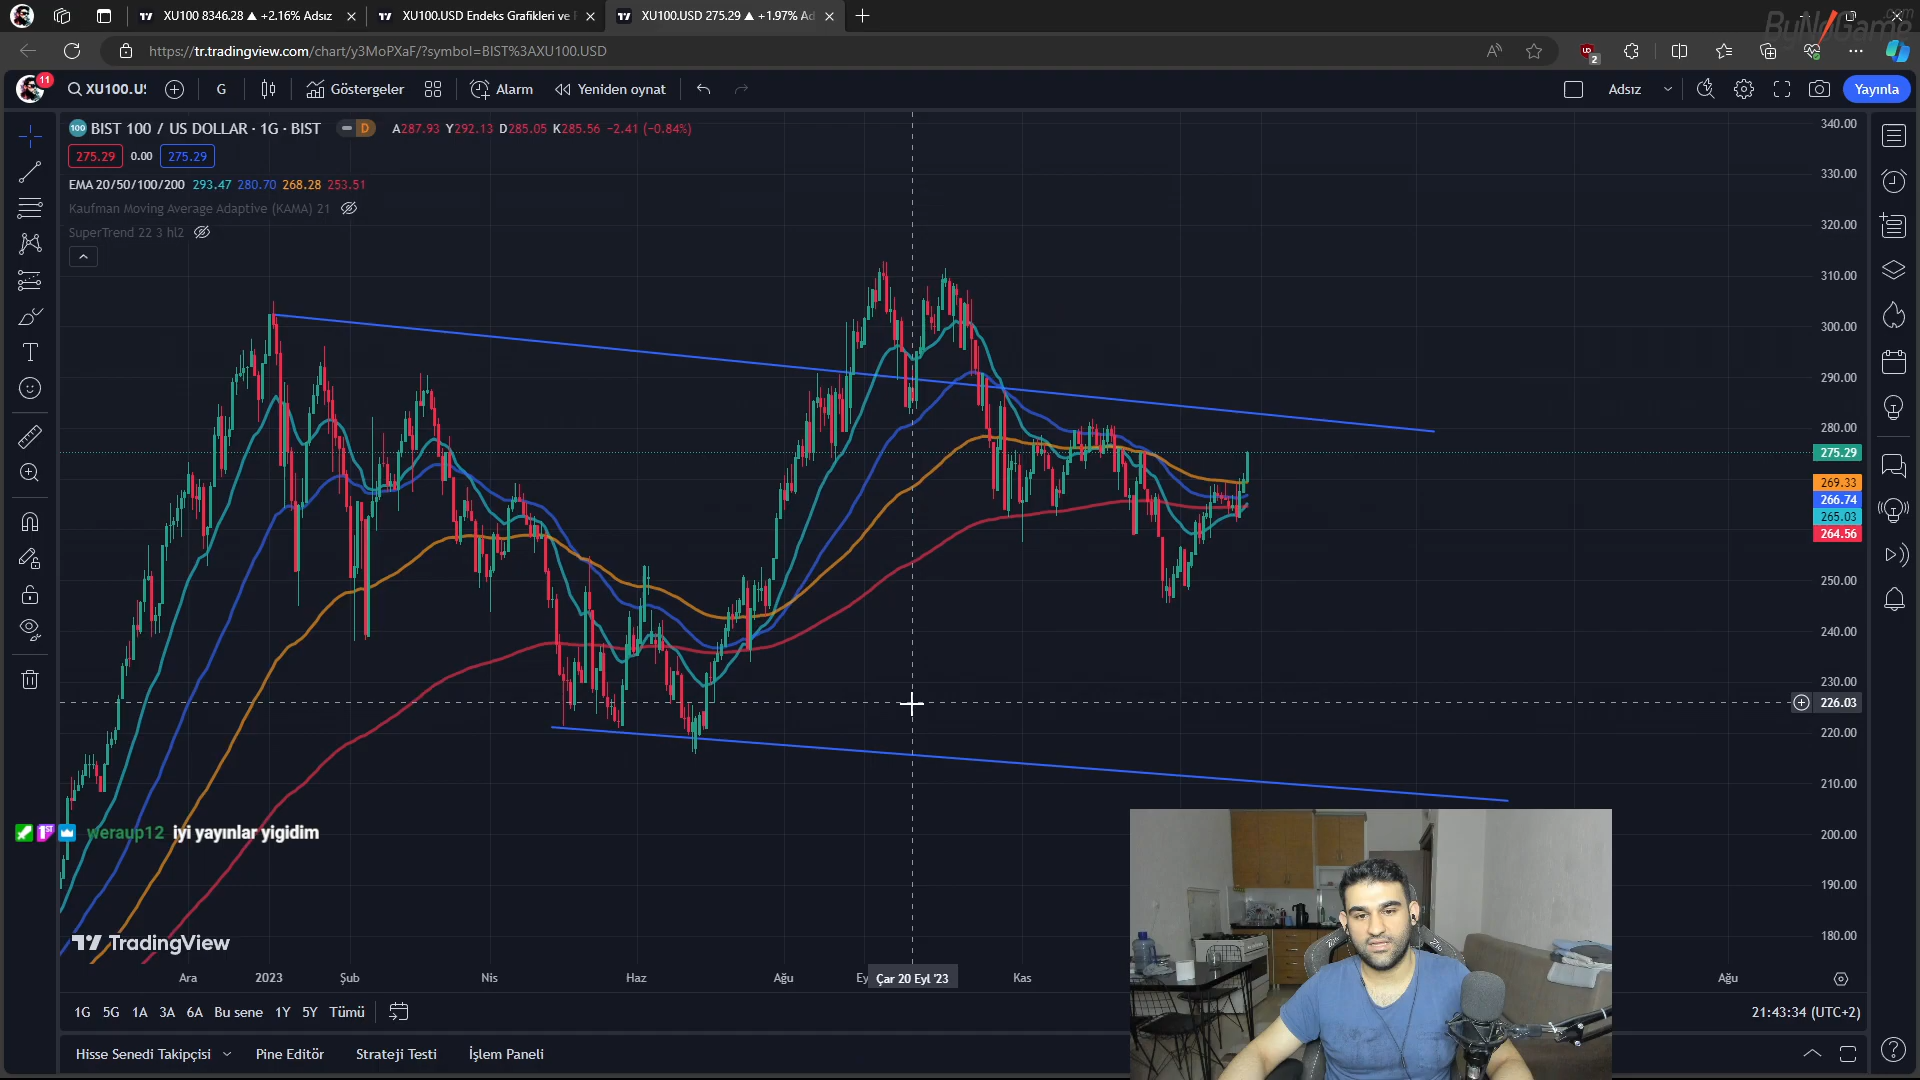 XU100 8346.28 ▲ +2.16% Adsız
XU100.USD Endeks Grafikleri ve F
XU100.USD 275.29 ▲ +1.97% Ad
ByNoGame.com
https://tr.tradingview.com/chart/y3MoPXaF/?symbol=BIST%3AXU100.USD
2
11
XU100.U
G
Göstergeler
Alarm
Yeniden oynat
Adsız
Yayınla
100
BIST 100 / US DOLLAR · 1G · BIST
D
A287.93 Y292.13 D285.05 K285.56 −2.41 (−0.84%)
275.29
0.00
275.29
EMA 20/50/100/200 293.47 280.70 268.28 253.51
Kaufman Moving Average Adaptive (KAMA) 21
SuperTrend 22 3 hl2
340.00
330.00
320.00
310.00
300.00
290.00
280.00
275.29
269.33
266.74
265.03
264.56
250.00
240.00
230.00
226.03
220.00
210.00
200.00
190.00
180.00
1ST
weraup12 iyi yayınlar yigidim
TradingView
Ara
2023
Şub
Nis
Haz
Ağu
Ey
Çar 20 Eyl '23
Kas
Ağu
1G 5G 1A 3A 6A Bu sene 1Y 5Y Tümü
21:43:34 (UTC+2)
Hisse Senedi Takipçisi
Pine Editör
Strateji Testi
İşlem Paneli